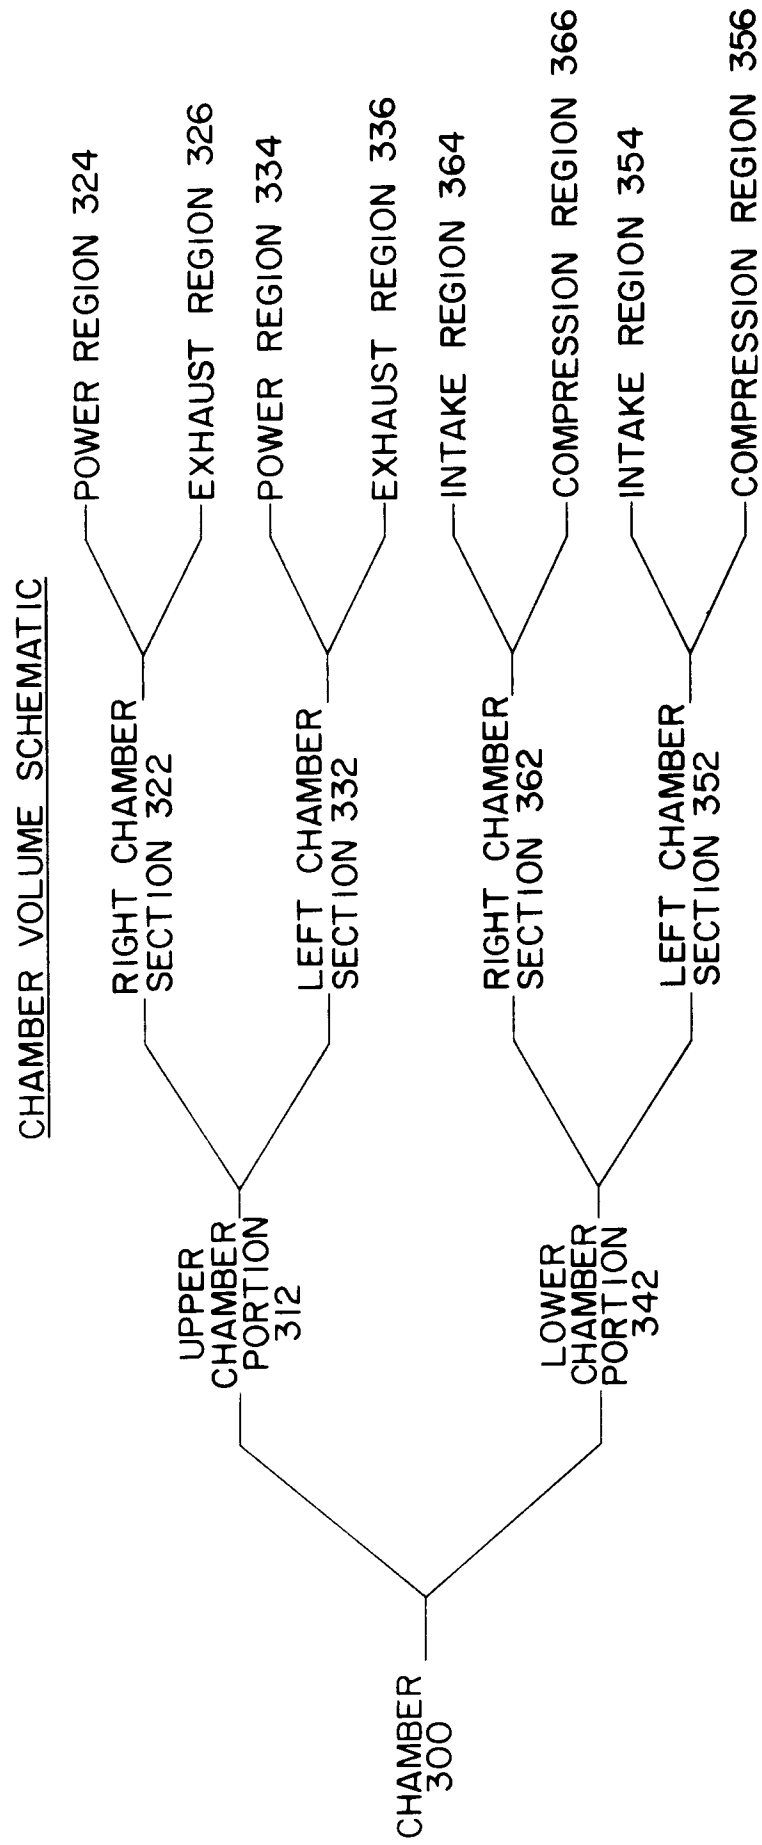 CHAMBER VOLUME SCHEMATIC
CHAMBER
300
UPPER
CHAMBER
PORTION
312
LOWER
CHAMBER
PORTION
342
RIGHT CHAMBER
SECTION 322
LEFT CHAMBER
SECTION 332
RIGHT CHAMBER
SECTION 362
LEFT CHAMBER
SECTION 352
POWER REGION 324
EXHAUST REGION 326
POWER REGION 334
EXHAUST REGION 336
INTAKE REGION 364
COMPRESSION REGION 366
INTAKE REGION 354
COMPRESSION REGION 356